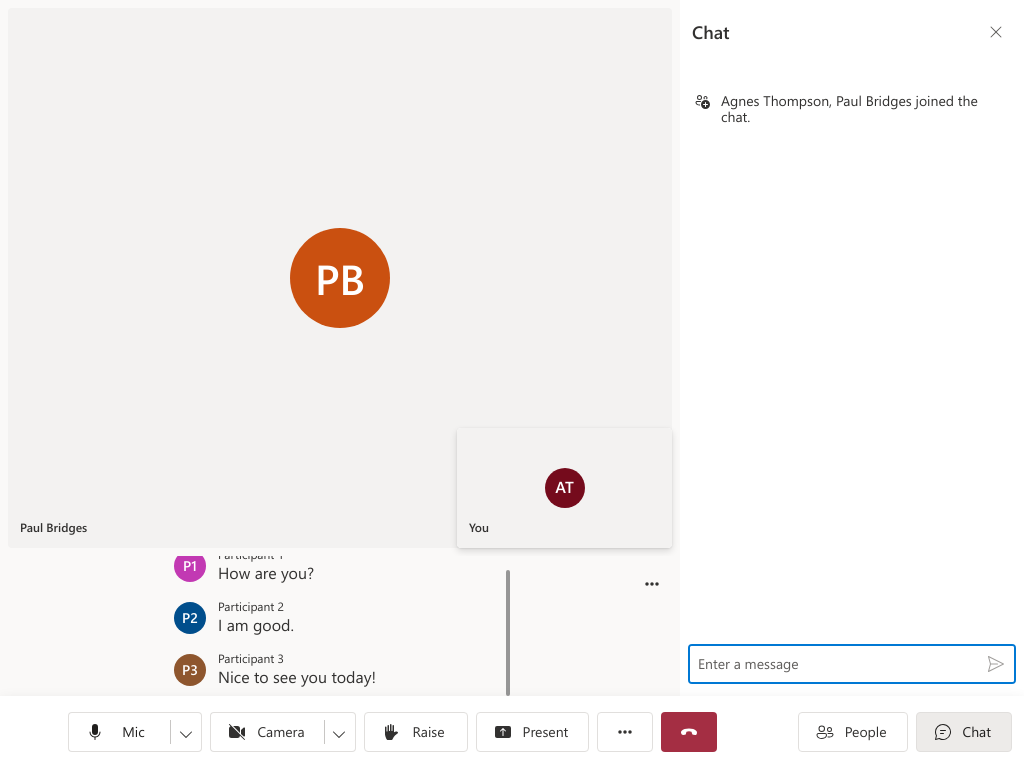 Chat
Agnes Thompson, Paul Bridges joined the
chat.
PB
AT
Paul Bridges
You
P1
Participant 1
How are you?
P2
Participant 2
I am good.
P3
Participant 3
Nice to see you today!
Enter a message
Mic
Camera
Raise
Present
People
Chat